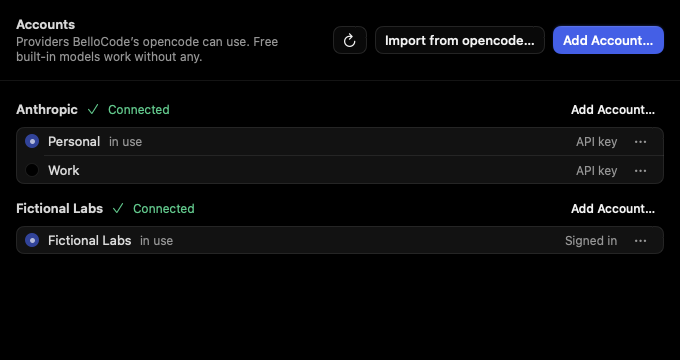 Accounts
Providers BelloCode's opencode can use. Free
built-in models work without any.
Import from opencode...
Add Account...
Anthropic ✓ Connected
Add Account...
Personal in use
API key ...
Work
API key ...
Fictional Labs ✓ Connected
Add Account...
Fictional Labs in use
Signed in ...